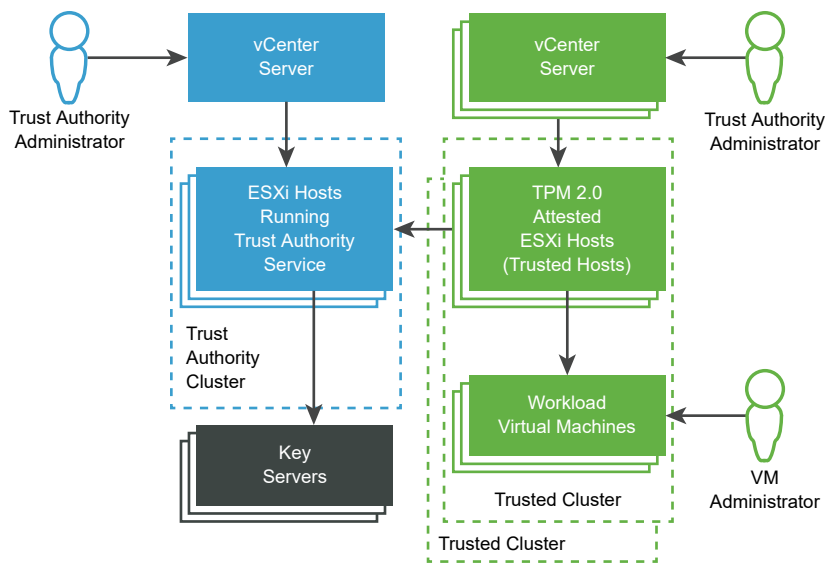 Trust Authority
Administrator
vCenter
Server
vCenter
Server
Trust Authority
Administrator
ESXi Hosts
Running
Trust Authority
Service
TPM 2.0
Attested
ESXi Hosts
(Trusted Hosts)
Trust
Authority
Cluster
Workload
Virtual Machines
Key
Servers
VM
Administrator
Trusted Cluster
Trusted Cluster